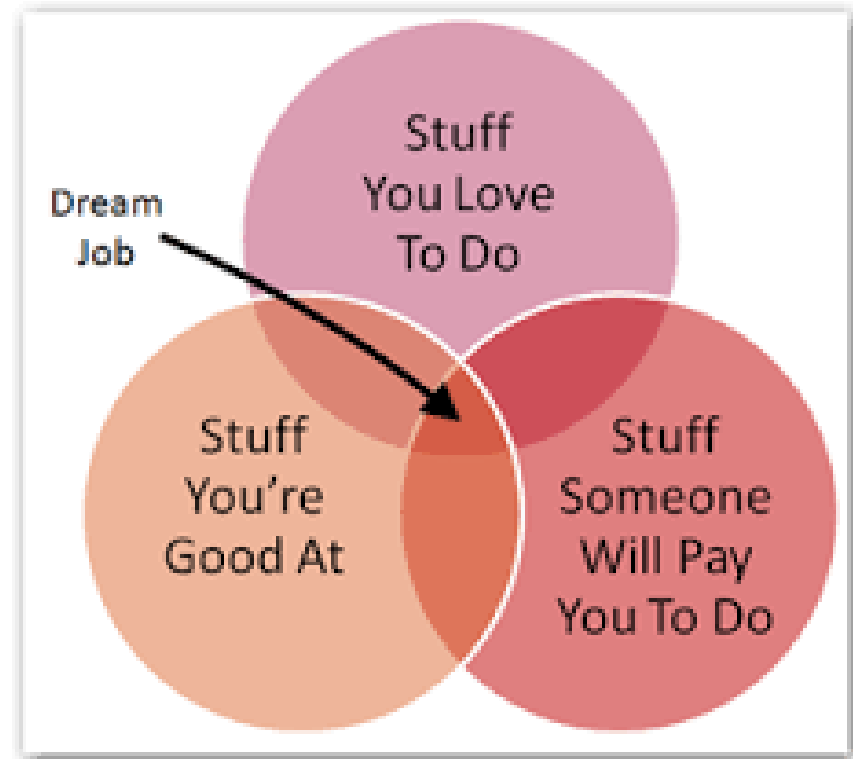 Stuff
You Love
To Do
Dream
Job
Stuff
You're
Good At
Stuff
Someone
Will Pay
You To Do